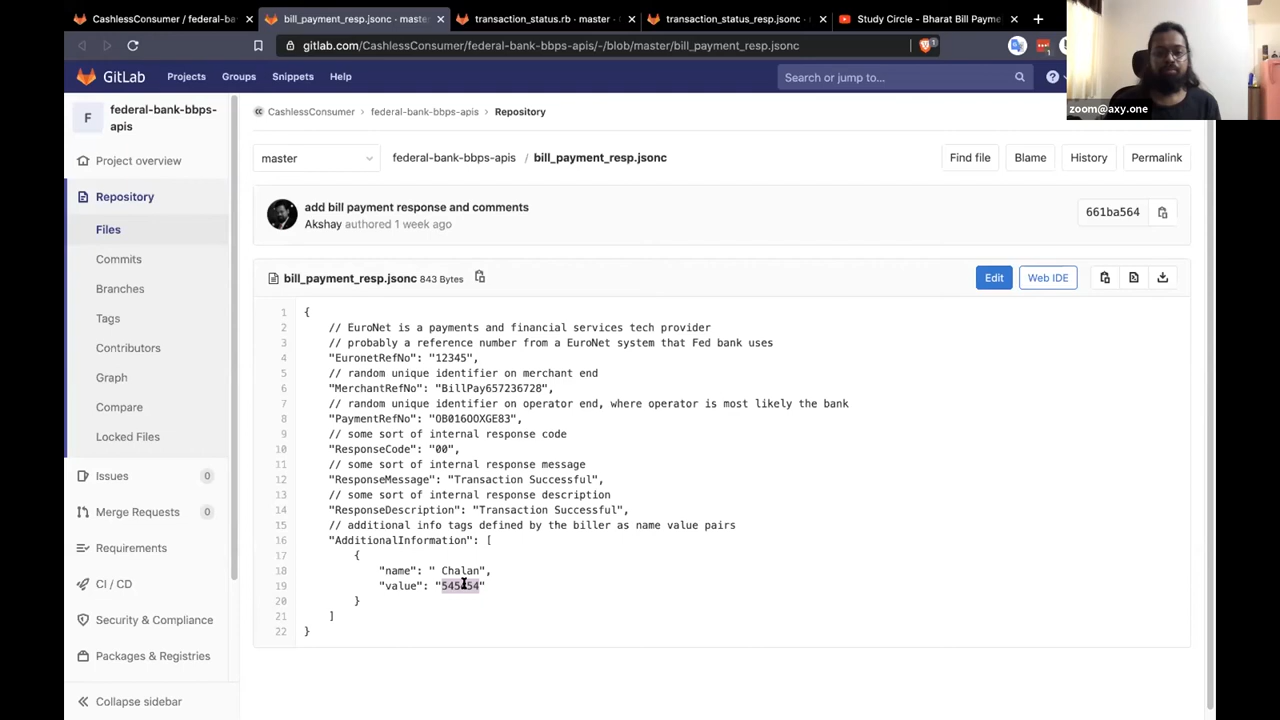 CashlessConsumer / federal-ba
bill_payment_resp.jsonc · maste
transaction_status.rb · master
transaction_status_resp.jsonc ·
Study Circle - Bharat Bill Payme
gitlab.com/CashlessConsumer/federal-bank-bbps-apis/-/blob/master/bill_payment_resp.jsonc
1
zoom@axy.one
GitLab
Projects
Groups
Snippets
Help
Search or jump to...
F
federal-bank-bbps-
apis
Project overview
Repository
Files
Commits
Branches
Tags
Contributors
Graph
Compare
Locked Files
Issues 0
Merge Requests 0
Requirements
CI / CD
Security & Compliance
Packages & Registries
Collapse sidebar
CashlessConsumer > federal-bank-bbps-apis > Repository
master
federal-bank-bbps-apis / bill_payment_resp.jsonc
Find file
Blame
History
Permalink
add bill payment response and comments
Akshay authored 1 week ago
661ba564
bill_payment_resp.jsonc 843 Bytes
Edit
Web IDE
1 {
2 // EuroNet is a payments and financial services tech provider
3 // probably a reference number from a EuroNet system that Fed bank uses
4 "EuronetRefNo": "12345",
5 // random unique identifier on merchant end
6 "MerchantRefNo": "BillPay657236728",
7 // random unique identifier on operator end, where operator is most likely the bank
8 "PaymentRefNo": "OB016OOXGE83",
9 // some sort of internal response code
10 "ResponseCode": "00",
11 // some sort of internal response message
12 "ResponseMessage": "Transaction Successful",
13 // some sort of internal response description
14 "ResponseDescription": "Transaction Successful",
15 // additional info tags defined by the biller as name value pairs
16 "AdditionalInformation": [
17 {
18 "name": " Chalan",
19 "value":
20 }
21 ]
22 }